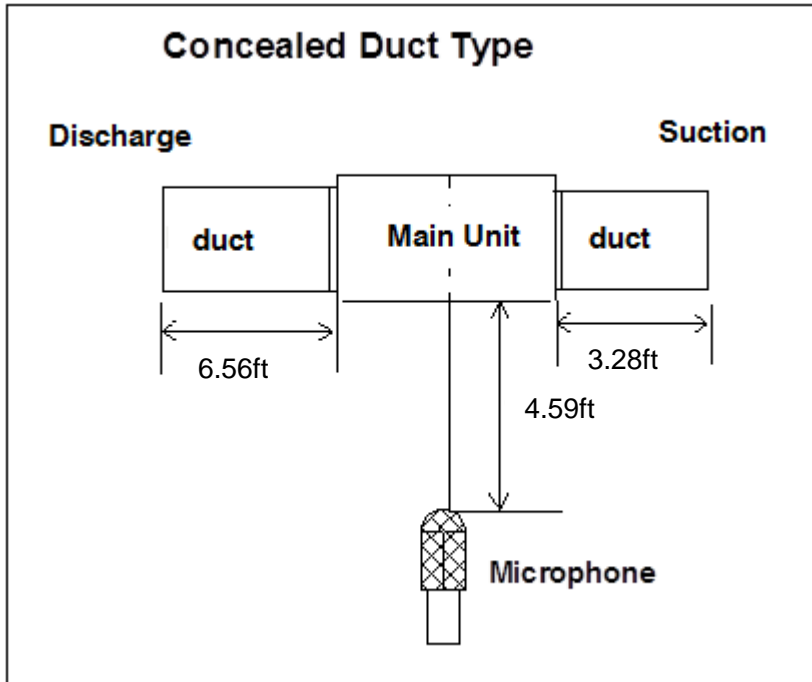 Concealed Duct Type
Discharge
Suction
duct
Main Unit
duct
6.56ft
3.28ft
4.59ft
Microphone